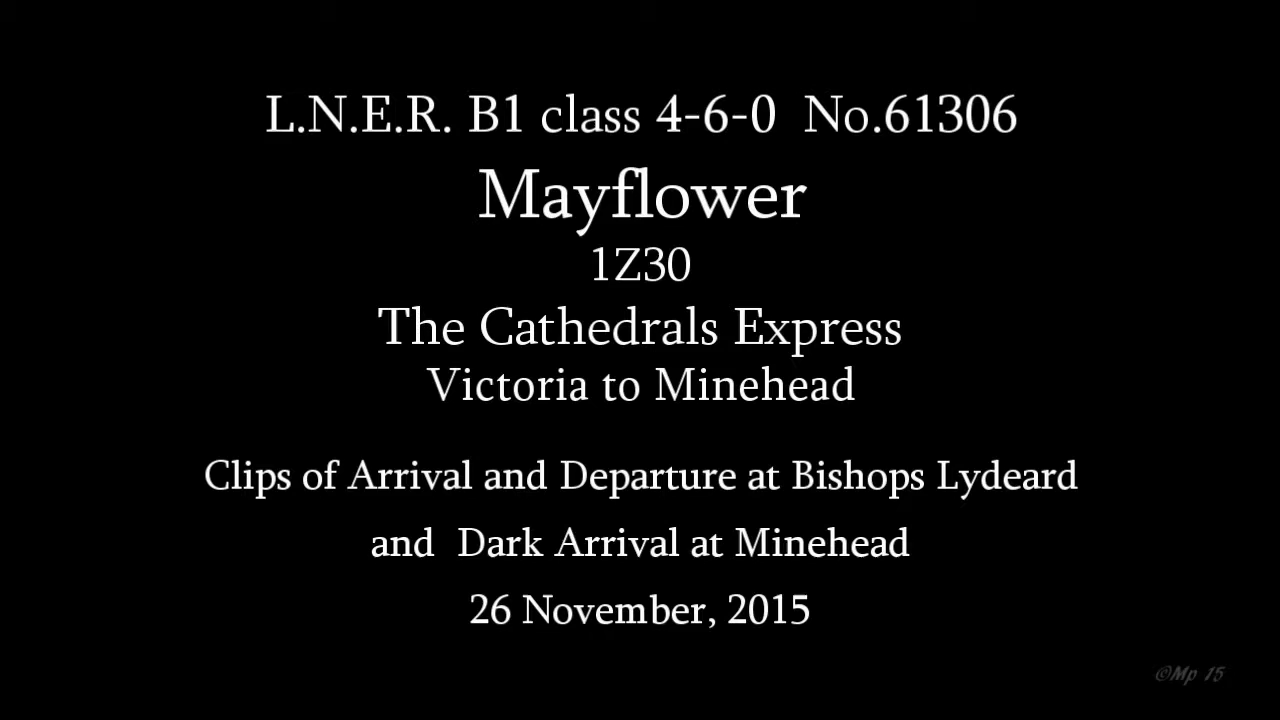 L.N.E.R. B1 class 4-6-0 No.61306
Mayflower
1Z30
The Cathedrals Express
Victoria to Minehead
Clips of Arrival and Departure at Bishops Lydeard
and Dark Arrival at Minehead
26 November, 2015
©Mp 15